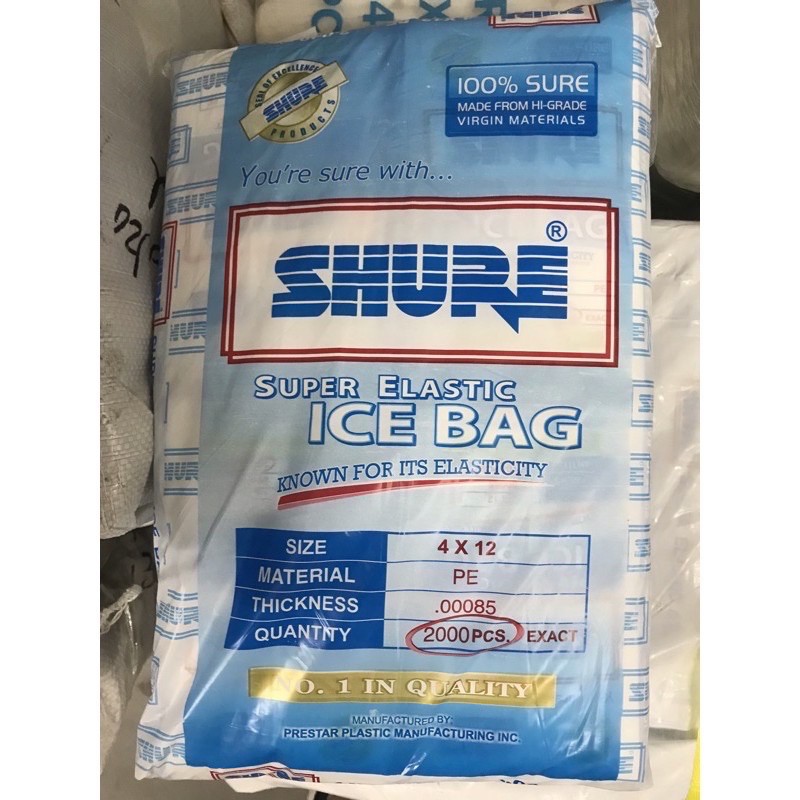 SEAL OF EXCELLENCE
SHURE
PRODUCTS
100% SURE
MADE FROM HI-GRADE
VIRGIN MATERIALS
You're sure with...
SHURE®
SUPER ELASTIC
ICE BAG
KNOWN FOR ITS ELASTICITY
SIZE 4 X 12
MATERIAL PE
THICKNESS .00085
QUANTITY 2000PCS. EXACT
NO. 1 IN QUALITY
MANUFACTURED BY:
PRESTAR PLASTIC MANUFACTURING INC.